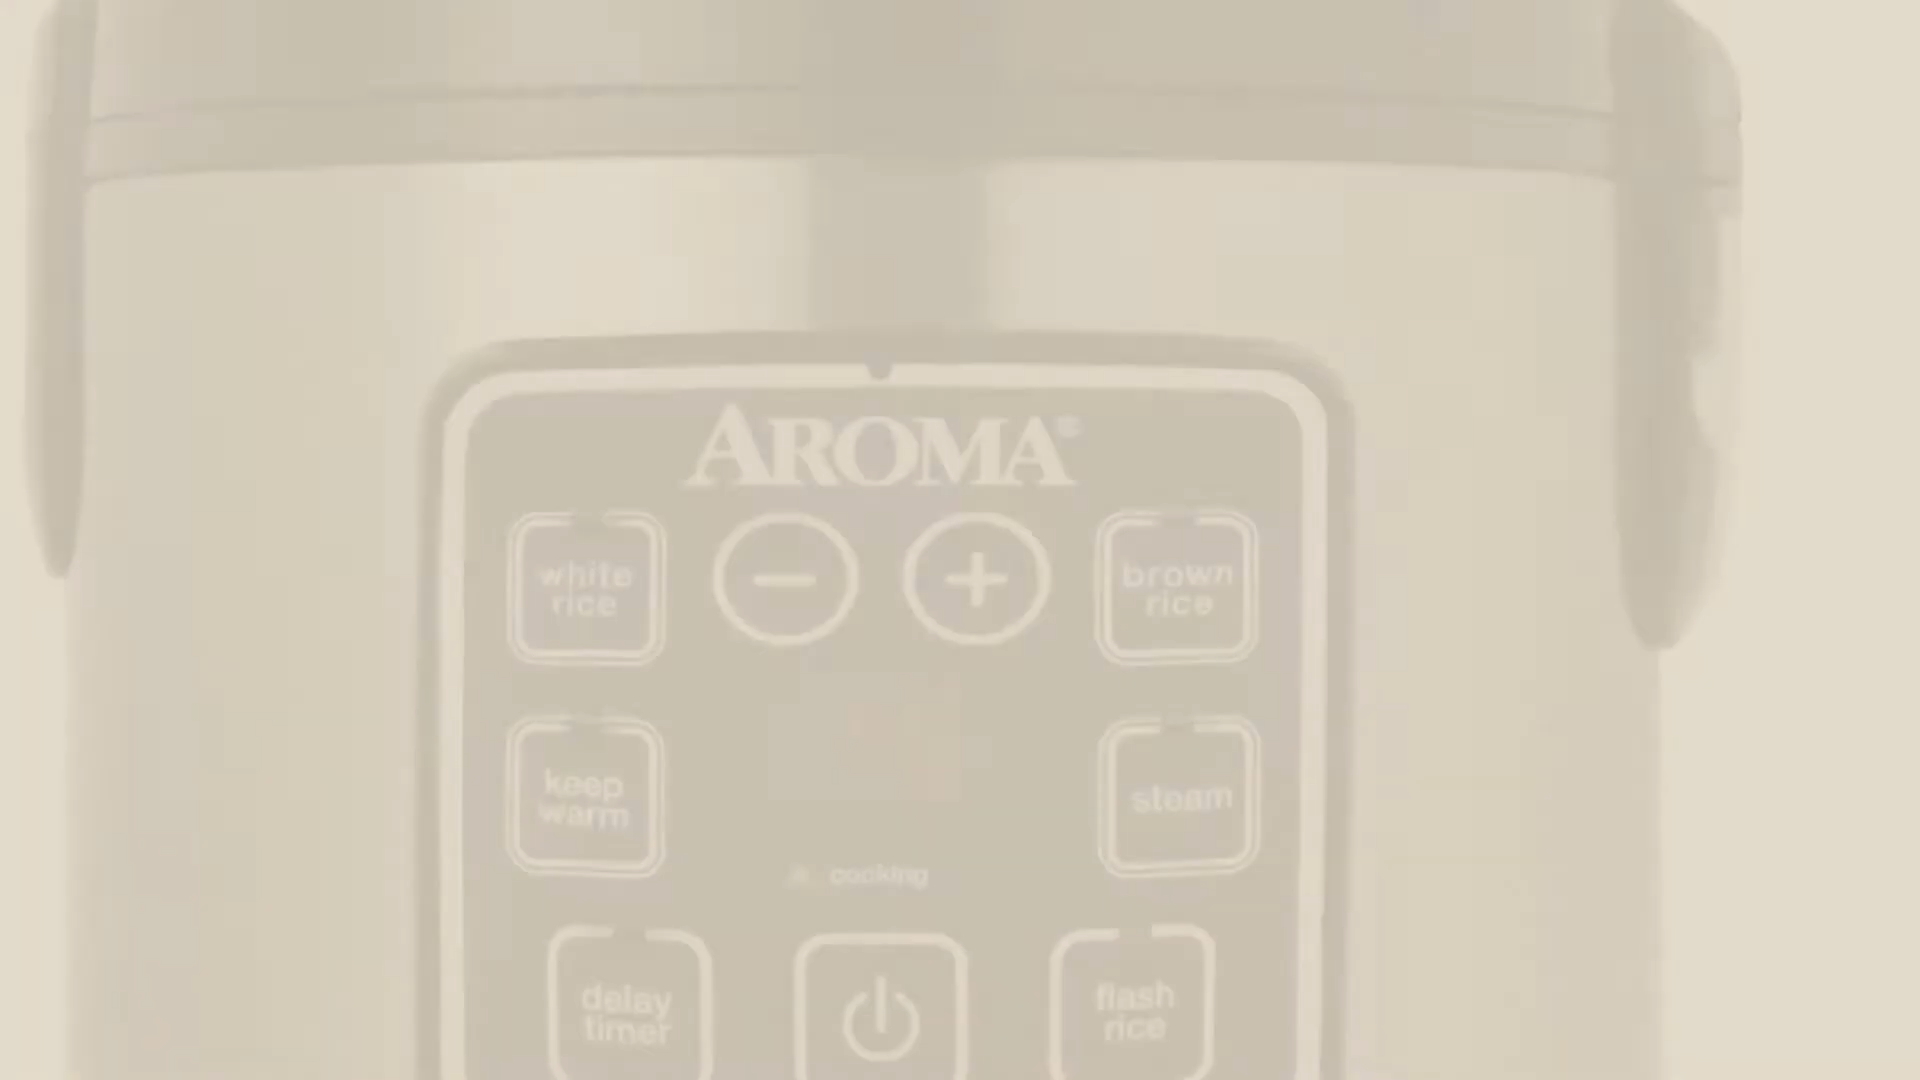 AROMA®
white
rice
−
+
brown
rice
keep
warm
steam
cooking
delay
timer
flash
rice